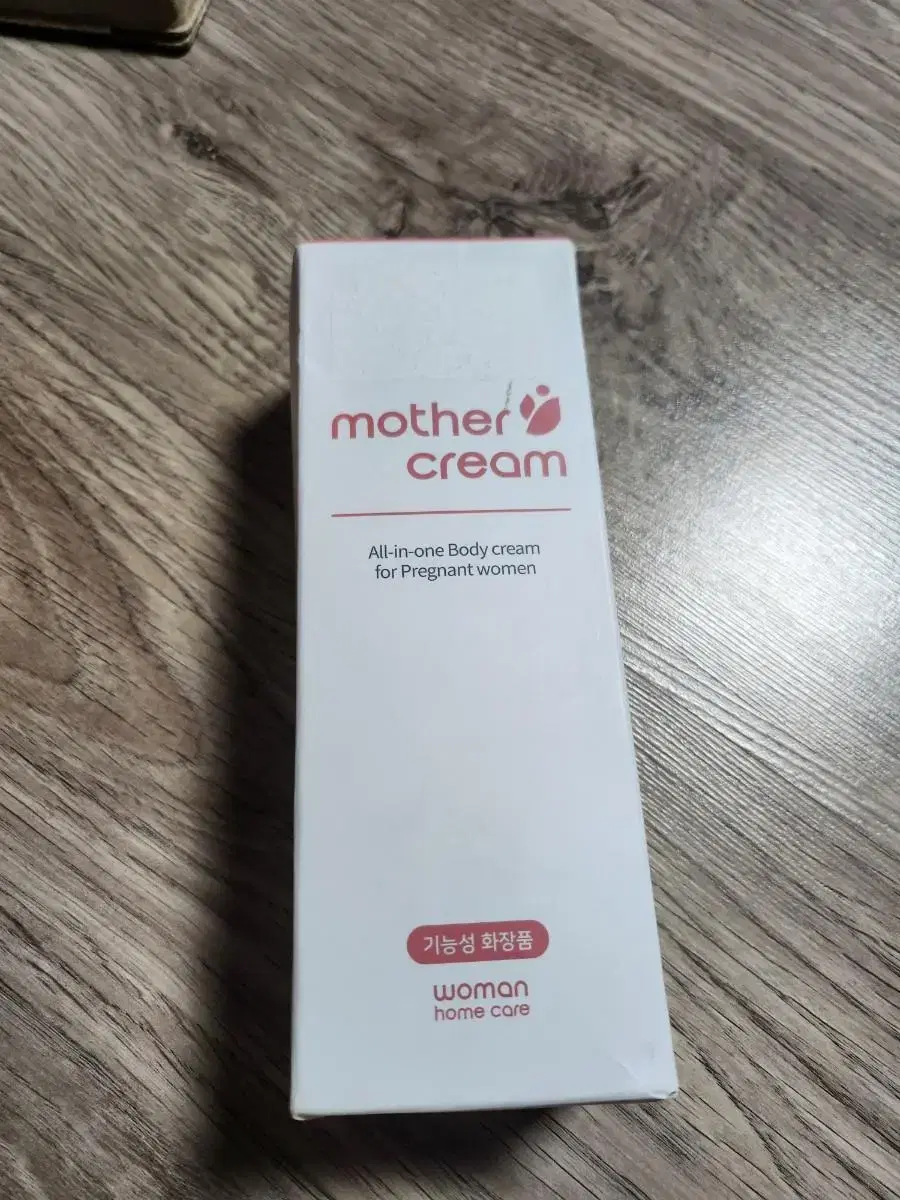 mother
cream
All-in-one Body cream
for Pregnant women
기능성 화장품
woman
home care